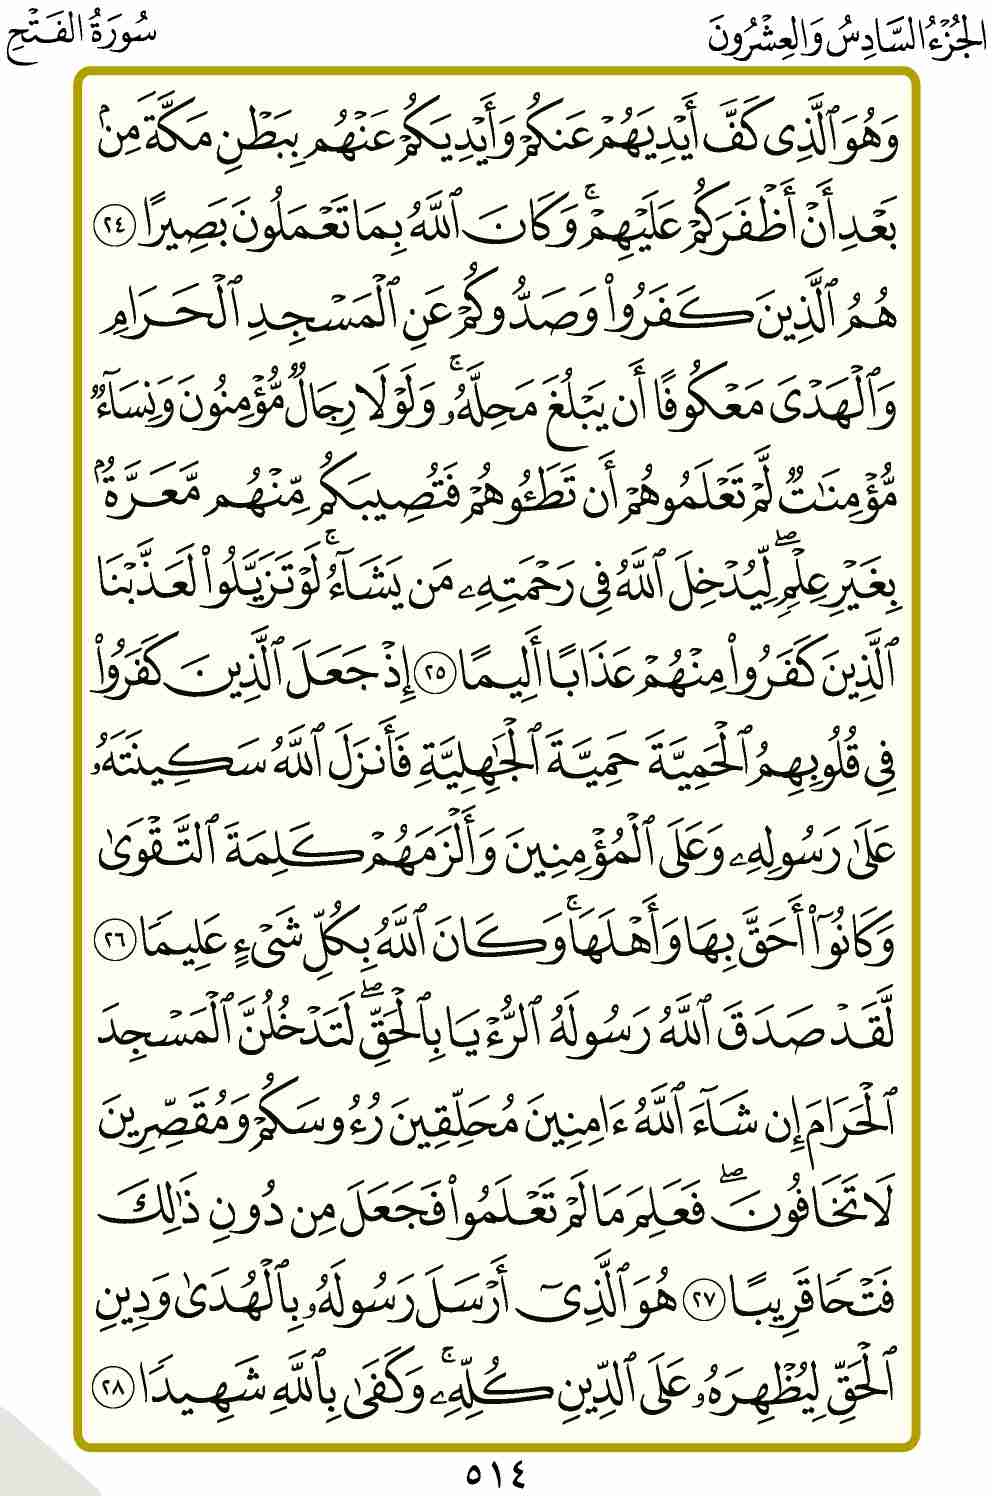 الجُزْءُ السَّادِسُ وَالعِشْرُونَ
سُورَةُ الفَتْحِ
وَهُوَ ٱلَّذِى كَفَّ أَيْدِيَهُمْ عَنكُمْ وَأَيْدِيَكُمْ عَنْهُم بِبَطْنِ مَكَّةَ مِنۢ
بَعْدِ أَنْ أَظْفَرَكُمْ عَلَيْهِمْ ۚ وَكَانَ ٱللَّهُ بِمَا تَعْمَلُونَ بَصِيرًا ٢٤
هُمُ ٱلَّذِينَ كَفَرُوا۟ وَصَدُّوكُمْ عَنِ ٱلْمَسْجِدِ ٱلْحَرَامِ
وَٱلْهَدْىَ مَعْكُوفًا أَن يَبْلُغَ مَحِلَّهُۥ ۚ وَلَوْلَا رِجَالٌ مُّؤْمِنُونَ وَنِسَآءٌ
مُّؤْمِنَـٰتٌ لَّمْ تَعْلَمُوهُمْ أَن تَطَـُٔوهُمْ فَتُصِيبَكُم مِّنْهُم مَّعَرَّةٌۢ
بِغَيْرِ عِلْمٍ ۖ لِّيُدْخِلَ ٱللَّهُ فِى رَحْمَتِهِۦ مَن يَشَآءُ ۚ لَوْ تَزَيَّلُوا۟ لَعَذَّبْنَا
ٱلَّذِينَ كَفَرُوا۟ مِنْهُمْ عَذَابًا أَلِيمًا ٢٥ إِذْ جَعَلَ ٱلَّذِينَ كَفَرُوا۟
فِى قُلُوبِهِمُ ٱلْحَمِيَّةَ حَمِيَّةَ ٱلْجَـٰهِلِيَّةِ فَأَنزَلَ ٱللَّهُ سَكِينَتَهُۥ
عَلَىٰ رَسُولِهِۦ وَعَلَى ٱلْمُؤْمِنِينَ وَأَلْزَمَهُمْ كَلِمَةَ ٱلتَّقْوَىٰ
وَكَانُوٓا۟ أَحَقَّ بِهَا وَأَهْلَهَا ۚ وَكَانَ ٱللَّهُ بِكُلِّ شَىْءٍ عَلِيمًا ٢٦
لَّقَدْ صَدَقَ ٱللَّهُ رَسُولَهُ ٱلرُّءْيَا بِٱلْحَقِّ ۖ لَتَدْخُلُنَّ ٱلْمَسْجِدَ
ٱلْحَرَامَ إِن شَآءَ ٱللَّهُ ءَامِنِينَ مُحَلِّقِينَ رُءُوسَكُمْ وَمُقَصِّرِينَ
لَا تَخَافُونَ ۖ فَعَلِمَ مَا لَمْ تَعْلَمُوا۟ فَجَعَلَ مِن دُونِ ذَٰلِكَ
فَتْحًا قَرِيبًا ٢٧ هُوَ ٱلَّذِىٓ أَرْسَلَ رَسُولَهُۥ بِٱلْهُدَىٰ وَدِينِ
ٱلْحَقِّ لِيُظْهِرَهُۥ عَلَى ٱلدِّينِ كُلِّهِۦ ۚ وَكَفَىٰ بِٱللَّهِ شَهِيدًا ٢٨
٥١٤